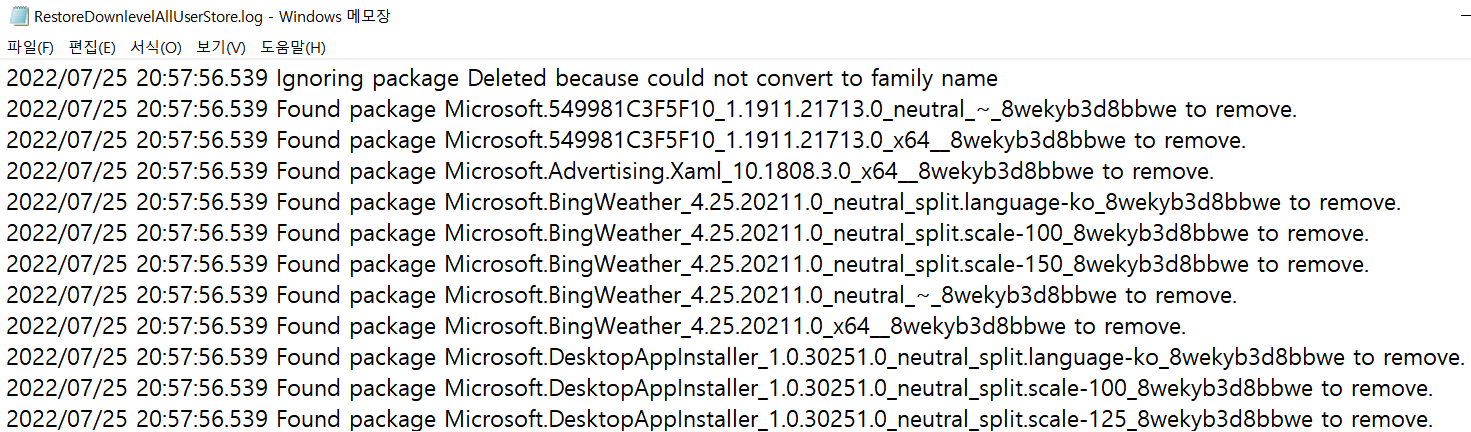 RestoreDownlevelAllUserStore.log - Windows 메모장
파일(F) 편집(E) 서식(O) 보기(V) 도움말(H)
2022/07/25 20:57:56.539 Ignoring package Deleted because could not convert to family name
2022/07/25 20:57:56.539 Found package Microsoft.549981C3F5F10_1.1911.21713.0_neutral_~_8wekyb3d8bbwe to remove.
2022/07/25 20:57:56.539 Found package Microsoft.549981C3F5F10_1.1911.21713.0_x64__8wekyb3d8bbwe to remove.
2022/07/25 20:57:56.539 Found package Microsoft.Advertising.Xaml_10.1808.3.0_x64__8wekyb3d8bbwe to remove.
2022/07/25 20:57:56.539 Found package Microsoft.BingWeather_4.25.20211.0_neutral_split.language-ko_8wekyb3d8bbwe to remove.
2022/07/25 20:57:56.539 Found package Microsoft.BingWeather_4.25.20211.0_neutral_split.scale-100_8wekyb3d8bbwe to remove.
2022/07/25 20:57:56.539 Found package Microsoft.BingWeather_4.25.20211.0_neutral_split.scale-150_8wekyb3d8bbwe to remove.
2022/07/25 20:57:56.539 Found package Microsoft.BingWeather_4.25.20211.0_neutral_~_8wekyb3d8bbwe to remove.
2022/07/25 20:57:56.539 Found package Microsoft.BingWeather_4.25.20211.0_x64__8wekyb3d8bbwe to remove.
2022/07/25 20:57:56.539 Found package Microsoft.DesktopAppInstaller_1.0.30251.0_neutral_split.language-ko_8wekyb3d8bbwe to remove.
2022/07/25 20:57:56.539 Found package Microsoft.DesktopAppInstaller_1.0.30251.0_neutral_split.scale-100_8wekyb3d8bbwe to remove.
2022/07/25 20:57:56.539 Found package Microsoft.DesktopAppInstaller_1.0.30251.0_neutral_split.scale-125_8wekyb3d8bbwe to remove.